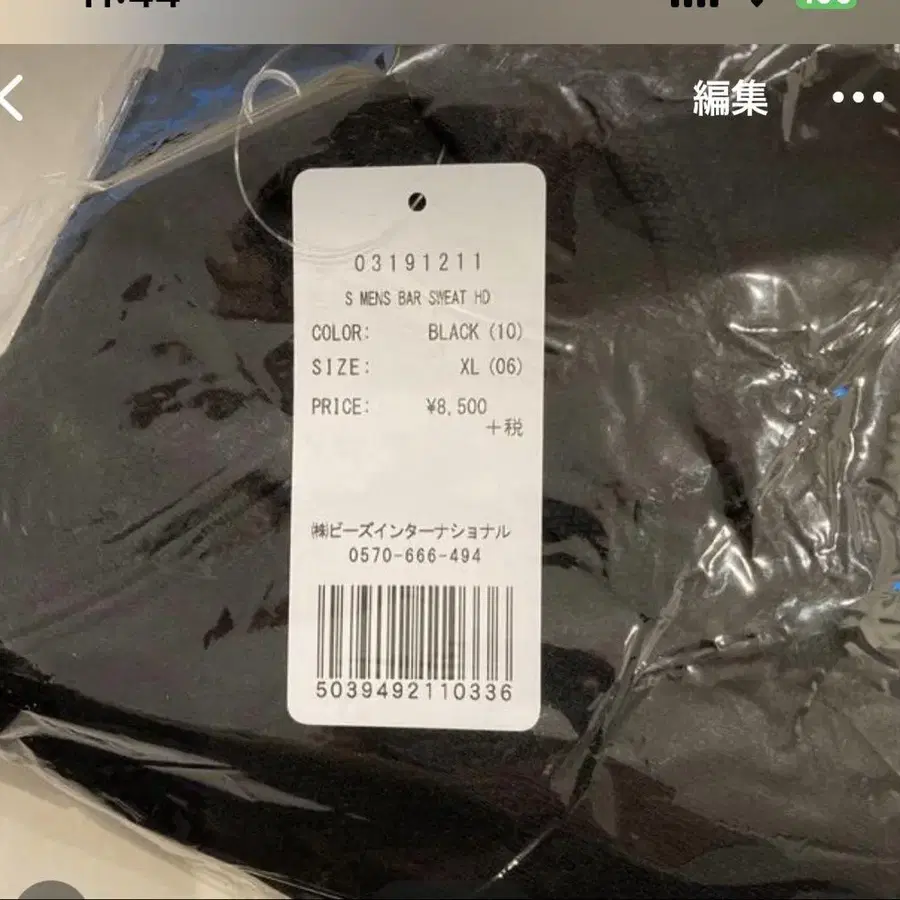 編集
03191211
S MENS BAR SWEAT HD
COLOR: BLACK (10)
SIZE: XL (06)
PRICE: ¥8,500
+税
㈱ビーズインターナショナル
0570-666-494
5039492110336